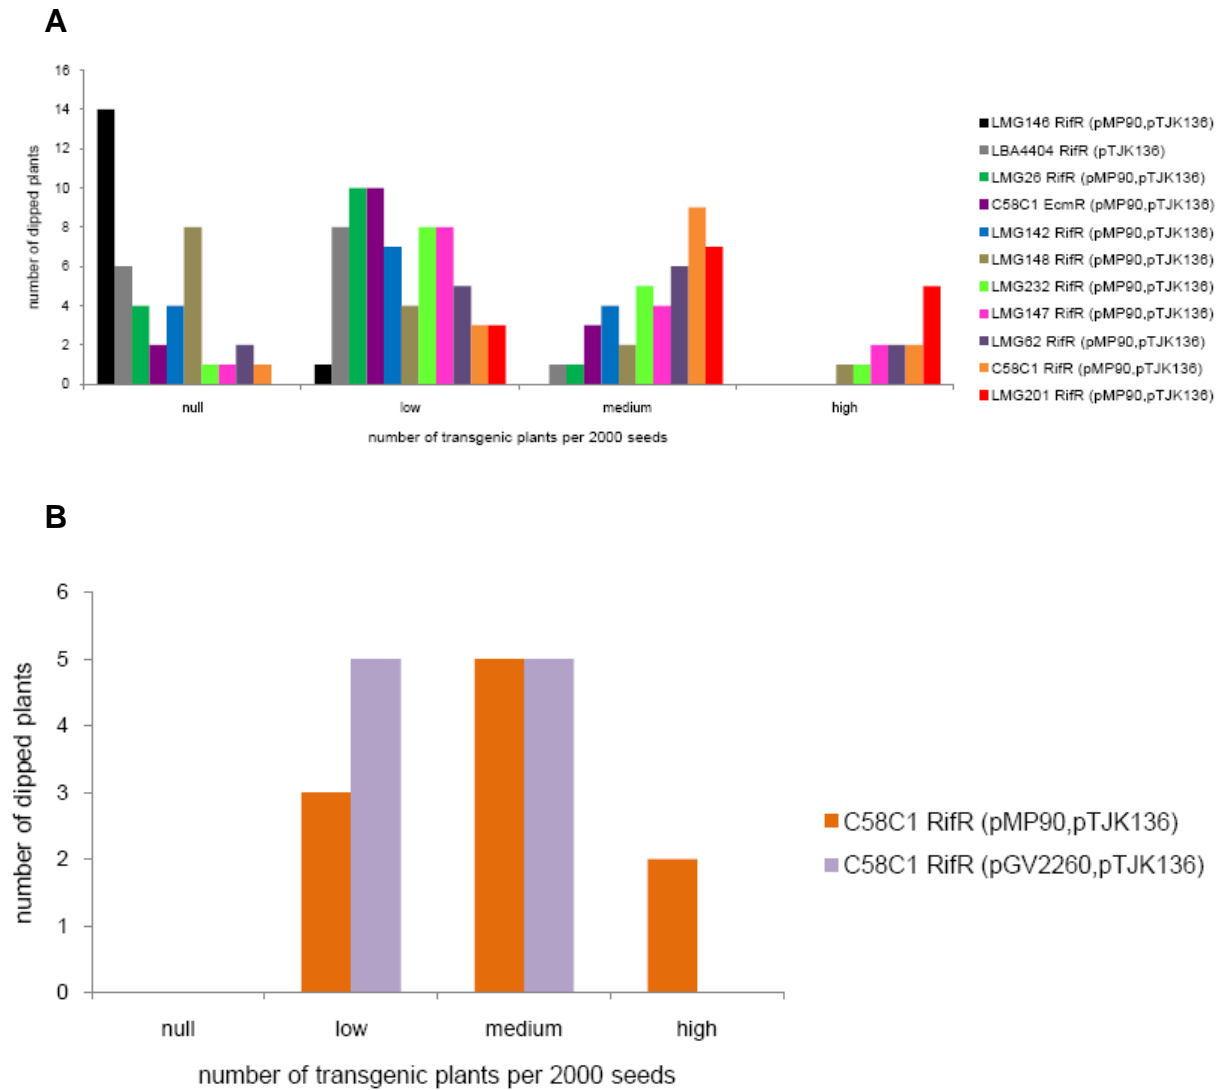 A
16
14
12
10
8
6
4
2
0
number of dipped plants
null low medium high
number of transgenic plants per 2000 seeds
LMG146 RifR (pMP90,pTJK136)
LBA4404 RifR (pTJK136)
LMG26 RifR (pMP90,pTJK136)
C58C1 EcmR (pMP90,pTJK136)
LMG142 RifR (pMP90,pTJK136)
LMG148 RifR (pMP90,pTJK136)
LMG232 RifR (pMP90,pTJK136)
LMG147 RifR (pMP90,pTJK136)
LMG62 RifR (pMP90,pTJK136)
C58C1 RifR (pMP90,pTJK136)
LMG201 RifR (pMP90,pTJK136)
B
6
5
4
3
2
1
0
number of dipped plants
null low medium high
number of transgenic plants per 2000 seeds
C58C1 RifR (pMP90,pTJK136)
C58C1 RifR (pGV2260,pTJK136)